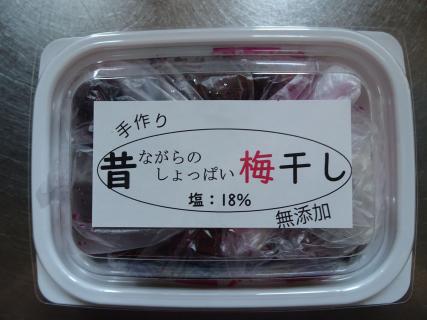 手作り
昔ながらの
しょっぱい梅干し
塩：18%
無添加